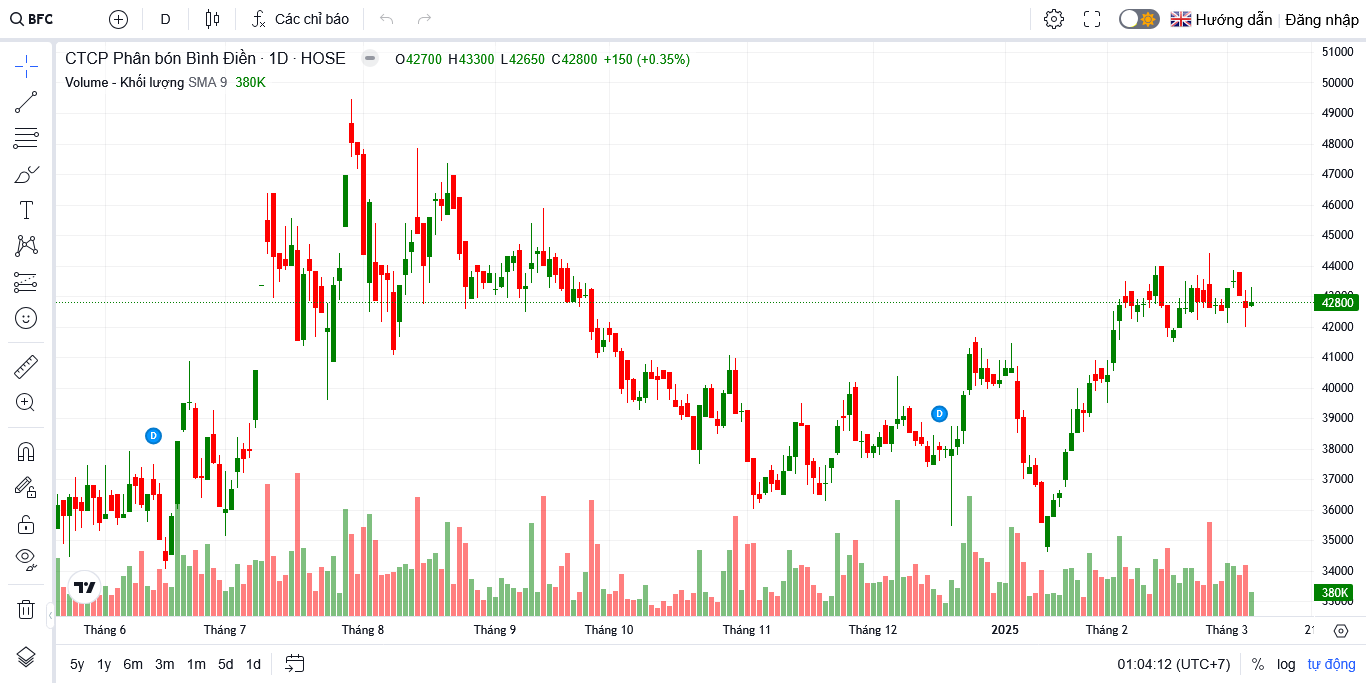 BFC D Các chỉ báo Hướng dẫn Đăng nhập
CTCP Phân bón Bình Điền · 1D · HOSE O42700 H43300 L42650 C42800 +150 (+0.35%)
Volume - Khối lượng SMA 9 380K
51000
50000
49000
48000
47000
46000
45000
44000
42800
42000
41000
40000
39000
38000
37000
36000
35000
34000
380K
D
D
Tháng 6 Tháng 7 Tháng 8 Tháng 9 Tháng 10 Tháng 11 Tháng 12 2025 Tháng 2 Tháng 3
5y 1y 6m 3m 1m 5d 1d 01:04:12 (UTC+7) % log tự động